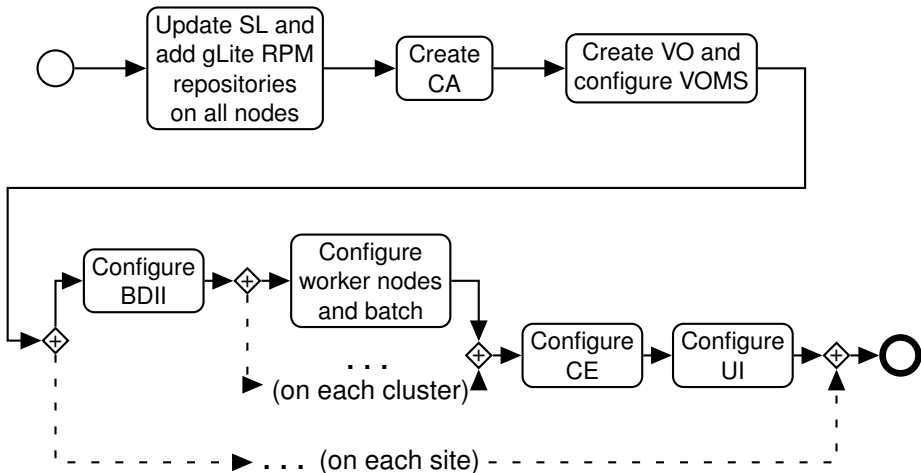 Update SL and
add gLite RPM
repositories
on all nodes
Create
CA
Create VO and
configure VOMS
Configure
BDII
Configure
worker nodes
and batch
. . .
(on each cluster)
Configure
CE
Configure
UI
. . . (on each site)